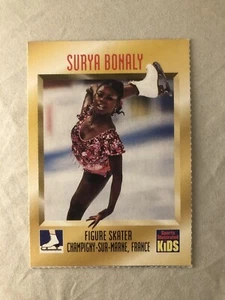 SURYA BONALY
FIGURE SKATER
CHAMPIGNY-SUR-MARNE, FRANCE
Sports Illustrated
KIDS